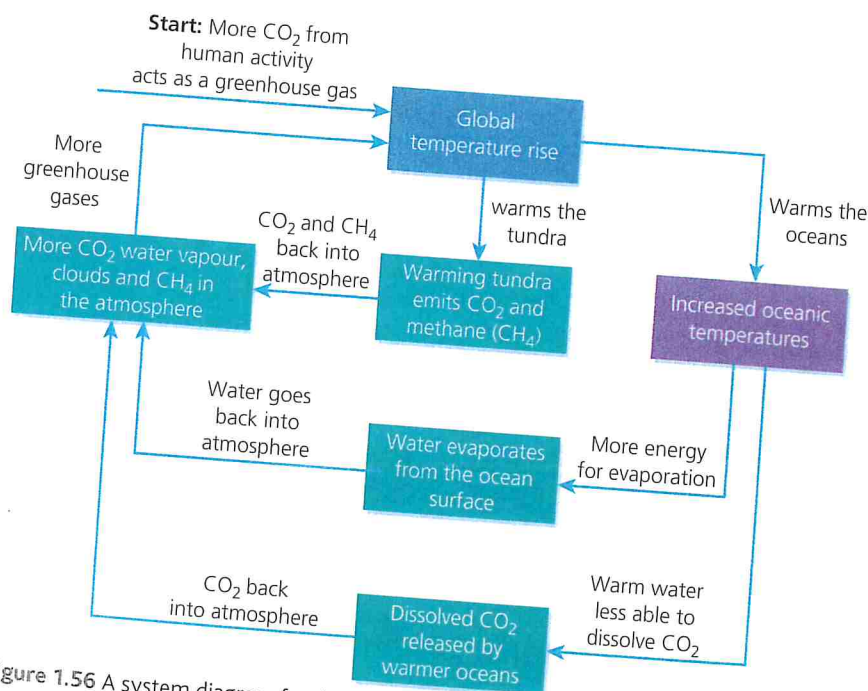 Start: More CO₂ from
human activity
acts as a greenhouse gas
Global
temperature rise
More
greenhouse
gases
warms the
tundra
Warms the
oceans
CO₂ and CH₄
back into
atmosphere
More CO₂ water vapour,
clouds and CH₄ in
the atmosphere
Warming tundra
emits CO₂ and
methane (CH₄)
Increased oceanic
temperatures
Water goes
back into
atmosphere
Water evaporates
from the ocean
surface
More energy
for evaporation
CO₂ back
into atmosphere
Dissolved CO₂
released by
warmer oceans
Warm water
less able to
dissolve CO₂
gure 1.56 A system diagram